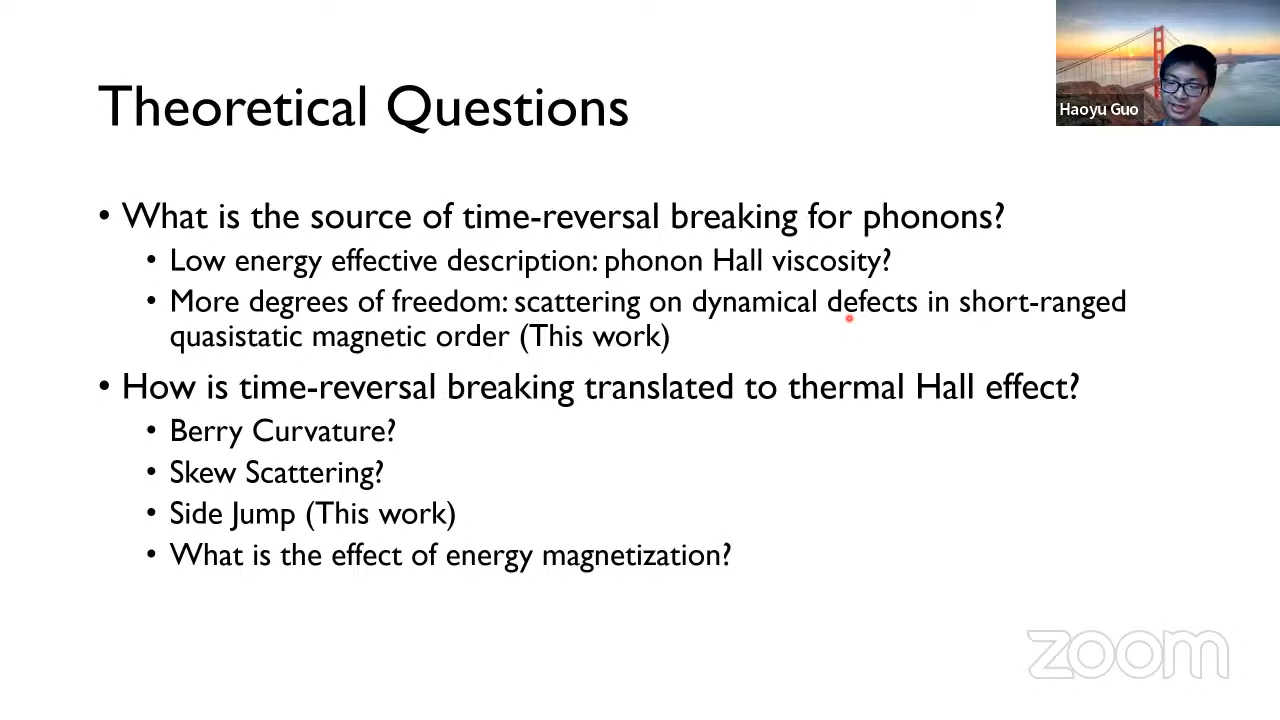 Theoretical Questions
Haoyu Guo
• What is the source of time-reversal breaking for phonons?
• Low energy effective description: phonon Hall viscosity?
• More degrees of freedom: scattering on dynamical defects in short-ranged
quasistatic magnetic order (This work)
• How is time-reversal breaking translated to thermal Hall effect?
• Berry Curvature?
• Skew Scattering?
• Side Jump (This work)
• What is the effect of energy magnetization?
zoom